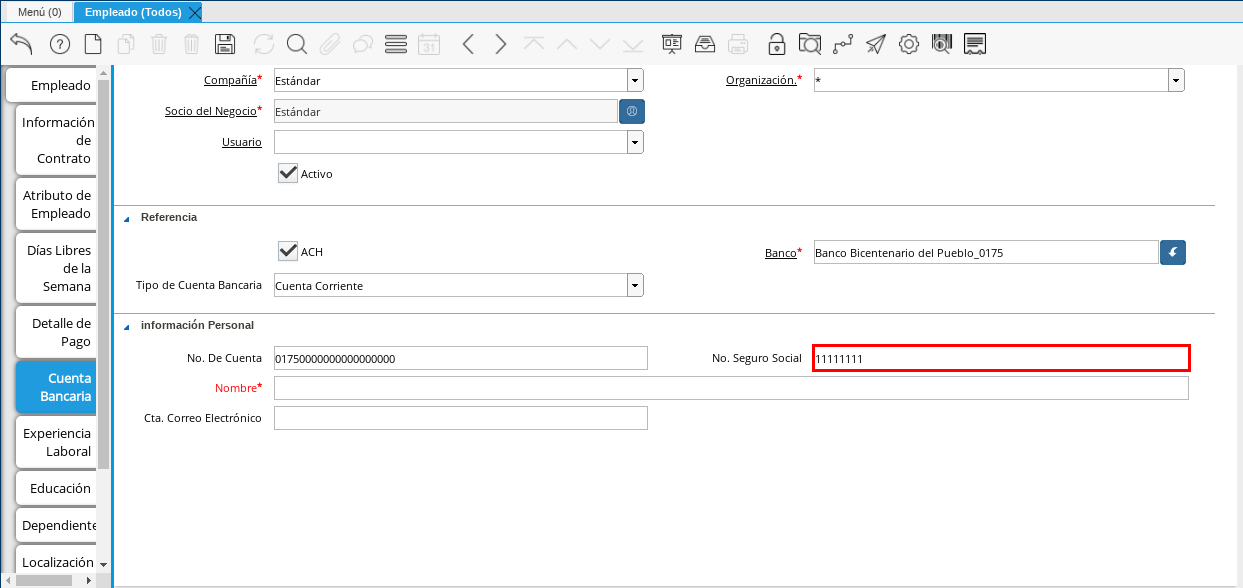 Menú (0)
Empleado (Todos)
31
Empleado
Información
de
Contrato
Atributo de
Empleado
Días Libres
de la
Semana
Detalle de
Pago
Cuenta
Bancaria
Experiencia
Laboral
Educación
Dependiente
Localización
Compañía*
Estándar
Organización.*
*
Socio del Negocio*
Estándar
Usuario
Activo
Referencia
ACH
Banco*
Banco Bicentenario del Pueblo_0175
Tipo de Cuenta Bancaria
Cuenta Corriente
información Personal
No. De Cuenta
01750000000000000000
No. Seguro Social
11111111
Nombre*
Cta. Correo Electrónico